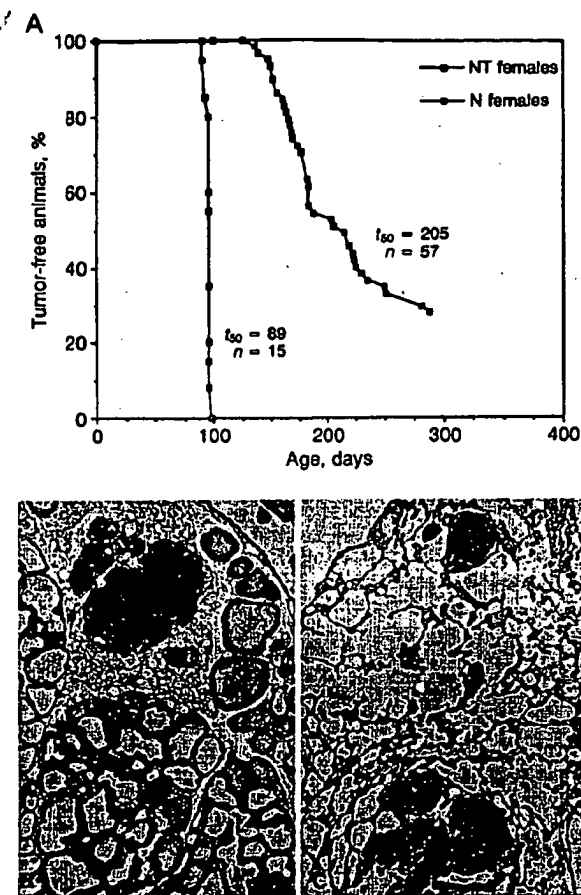 A
100
80
60
40
20
0
Tumor-free animals, %
NT females
N females
t50 = 205
n = 57
t50 = 89
n = 15
0
100
200
300
400
Age, days